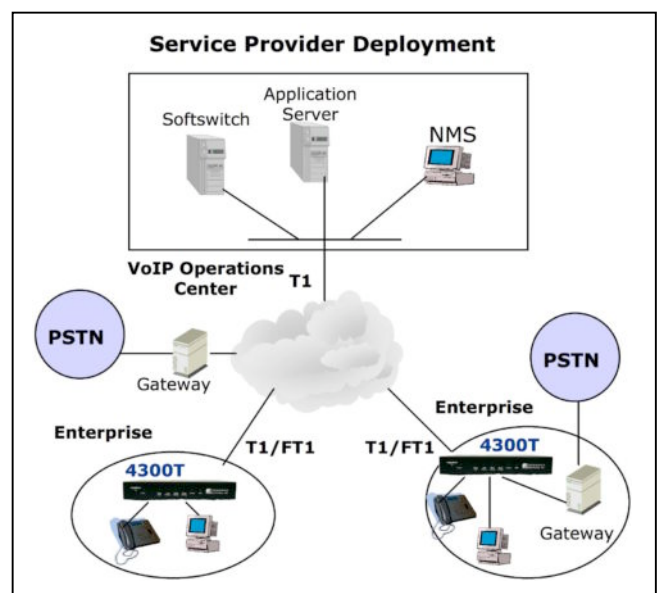 Service Provider Deployment
Softswitch
Application
Server
NMS
VoIP Operations
Center
T1
PSTN
Gateway
PSTN
Enterprise
T1/FT1
4300T
Enterprise
T1/FT1
4300T
Gateway